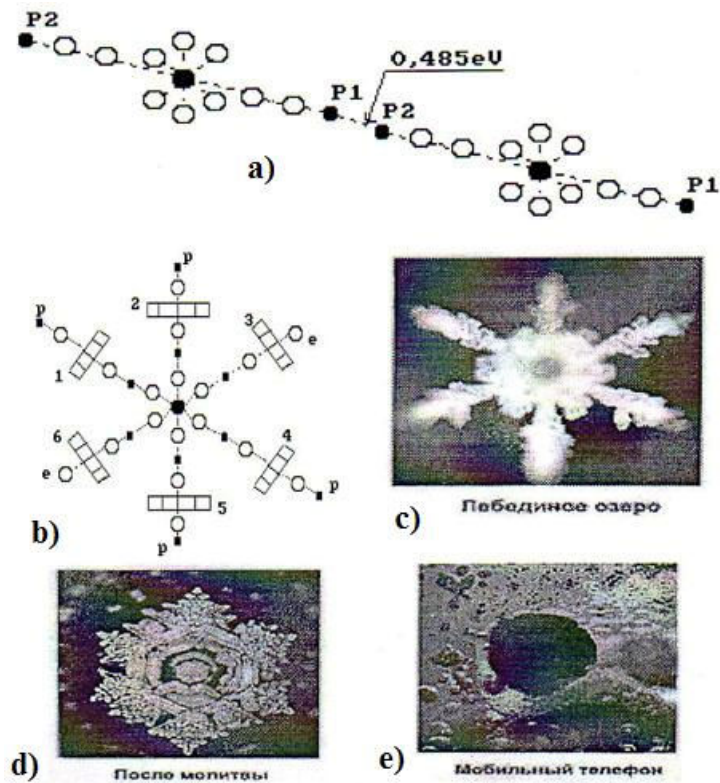 P2
0,485eV
P1
P2
P1
a)
p
2
3
p
e
1
6
4
e
5
p
p
b)
c)
Лебединое озеро
d)
После молитвы
e)
Мобильный телефон